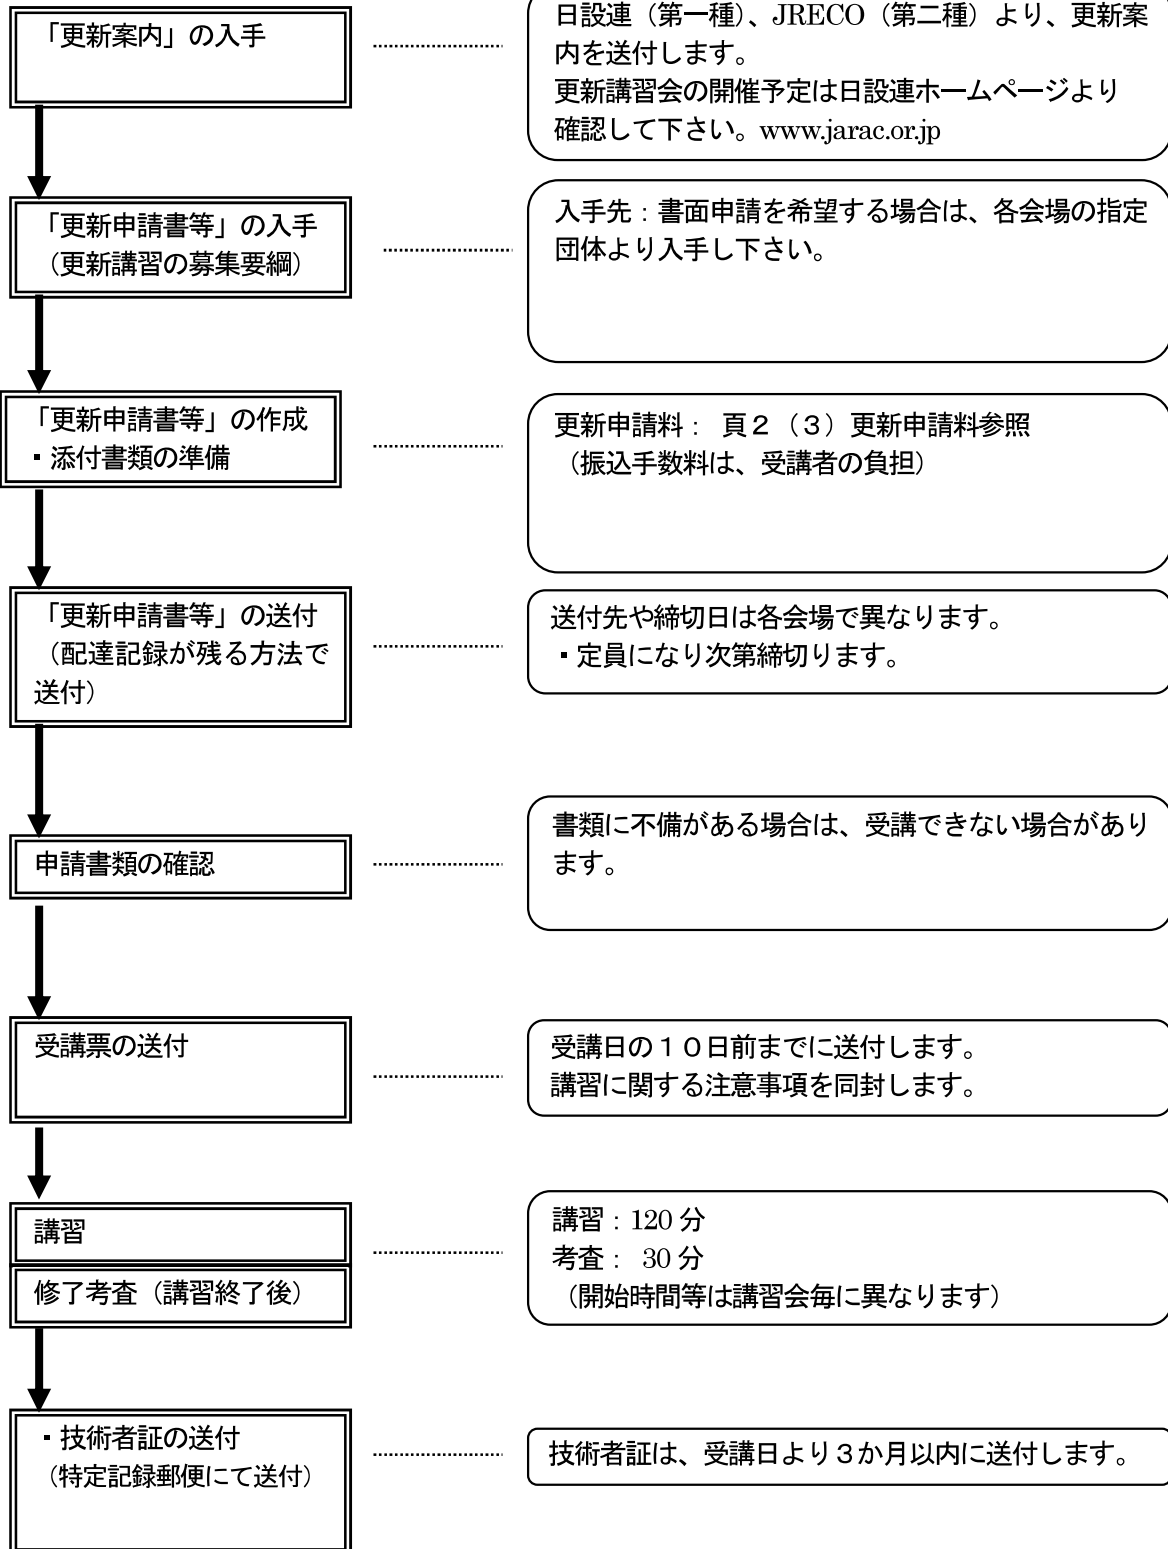 「更新案内」の入手
日設連（第一種）、JRECO（第二種）より、更新案
内を送付します。
更新講習会の開催予定は日設連ホームページより
確認して下さい。www.jarac.or.jp
「更新申請書等」の入手
（更新講習の募集要綱）
入手先：書面申請を希望する場合は、各会場の指定
団体より入手し下さい。
「更新申請書等」の作成
・添付書類の準備
更新申請料： 頁２（３）更新申請料参照
（振込手数料は、受講者の負担）
「更新申請書等」の送付
（配達記録が残る方法で
送付）
送付先や締切日は各会場で異なります。
・定員になり次第締切ります。
申請書類の確認
書類に不備がある場合は、受講できない場合があり
ます。
受講票の送付
受講日の１０日前までに送付します。
講習に関する注意事項を同封します。
講習
修了考査（講習終了後）
講習：120 分
考査： 30 分
（開始時間等は講習会毎に異なります）
・技術者証の送付
（特定記録郵便にて送付）
技術者証は、受講日より３か月以内に送付します。